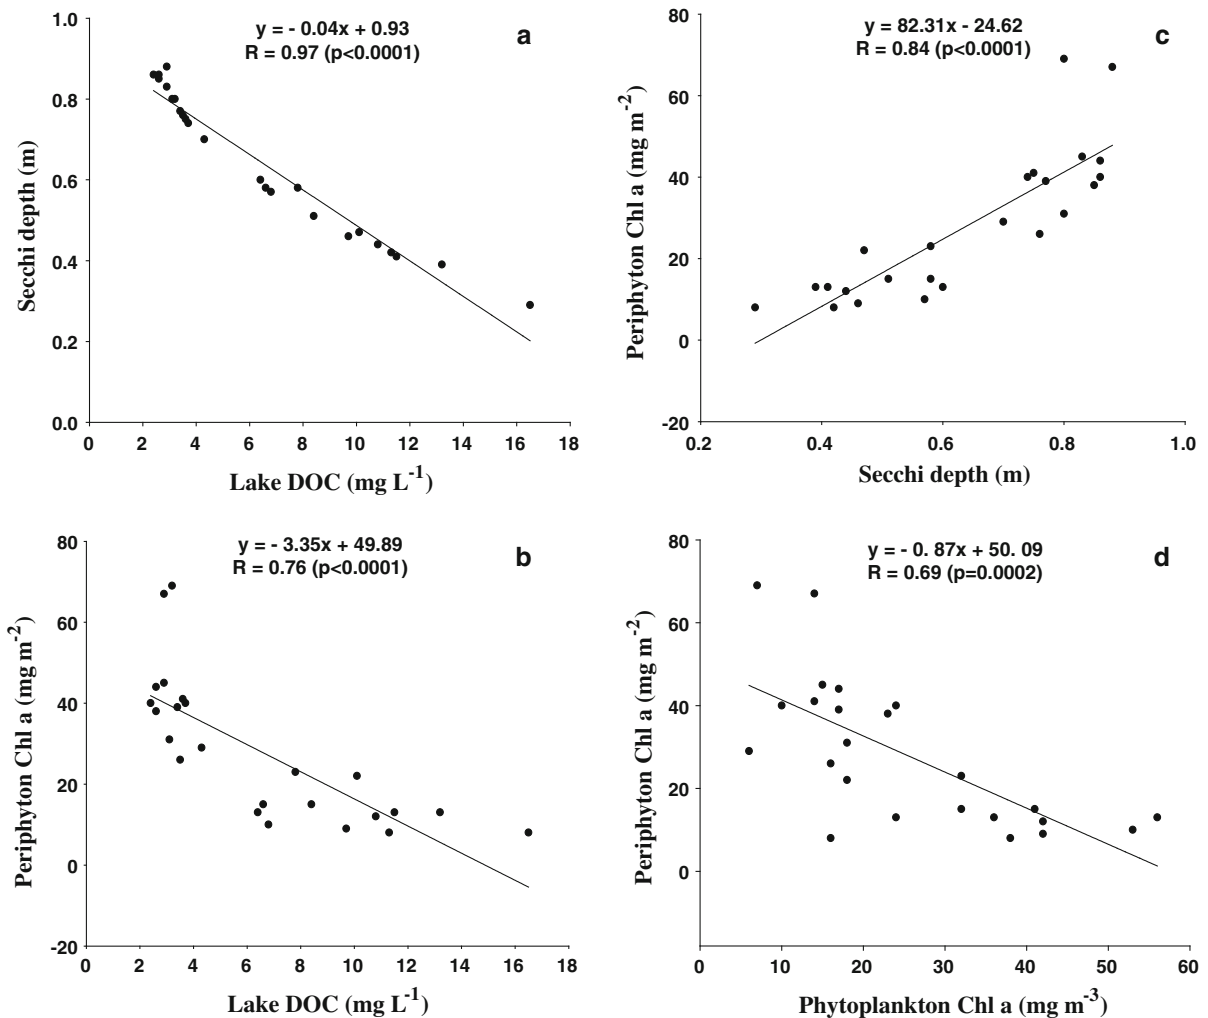 y = - 0.04x + 0.93
R = 0.97 (p<0.0001)
a
1.0
0.8
0.6
0.4
0.2
0.0
Secchi depth (m)
0 2 4 6 8 10 12 14 16 18
Lake DOC (mg L-1)
y = 82.31x - 24.62
R = 0.84 (p<0.0001)
c
80
60
40
20
0
-20
Periphyton Chl a (mg m-2)
0.2 0.4 0.6 0.8 1.0
Secchi depth (m)
y = - 3.35x + 49.89
R = 0.76 (p<0.0001)
b
80
60
40
20
0
-20
Periphyton Chl a (mg m-2)
0 2 4 6 8 10 12 14 16 18
Lake DOC (mg L-1)
y = - 0. 87x + 50. 09
R = 0.69 (p=0.0002)
d
80
60
40
20
0
Periphyton Chl a (mg m-2)
0 10 20 30 40 50 60
Phytoplankton Chl a (mg m-3)